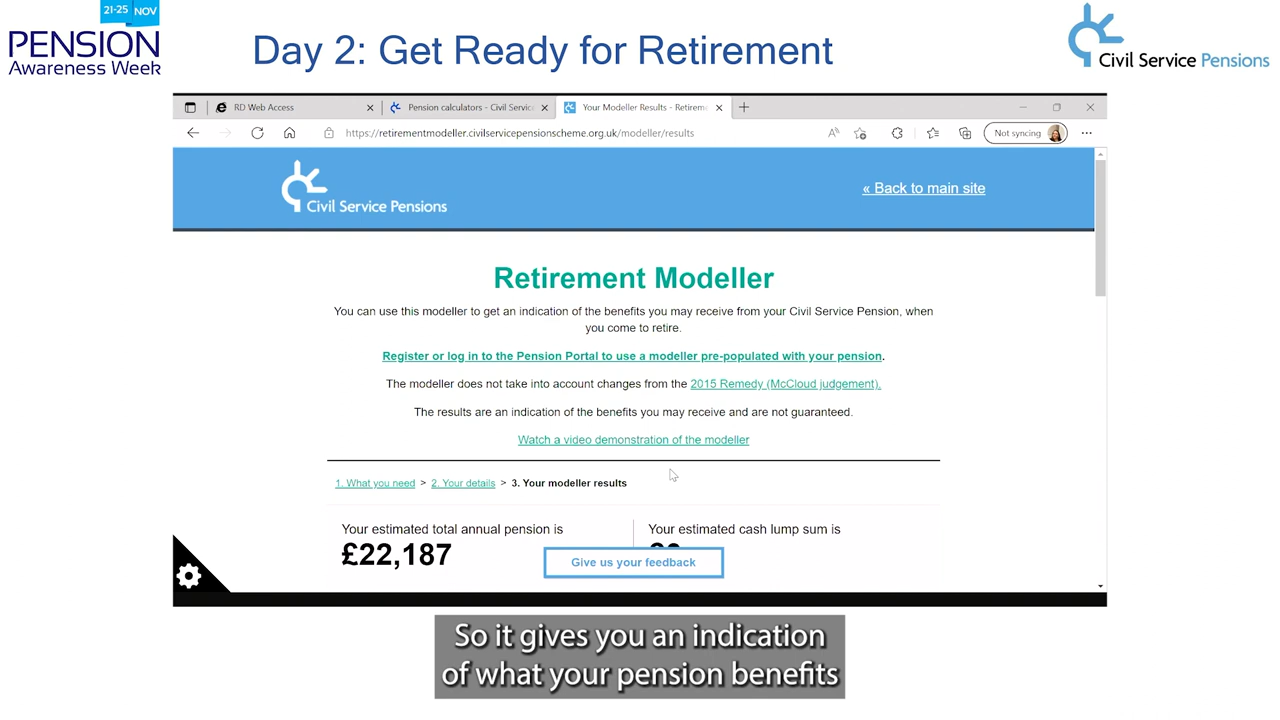 21-25 NOV
PENSION
Awareness Week
Day 2: Get Ready for Retirement
Civil Service Pensions
RD Web Access
Pension calculators - Civil Servic
Your Modeller Results - Retirem
https://retirementmodeller.civilservicepensionscheme.org.uk/modeller/results
Not syncing
Civil Service Pensions
« Back to main site
Retirement Modeller
You can use this modeller to get an indication of the benefits you may receive from your Civil Service Pension, when
you come to retire.
Register or log in to the Pension Portal to use a modeller pre-populated with your pension.
The modeller does not take into account changes from the 2015 Remedy (McCloud judgement).
The results are an indication of the benefits you may receive and are not guaranteed.
Watch a video demonstration of the modeller
1. What you need > 2. Your details > 3. Your modeller results
Your estimated total annual pension is
£22,187
Your estimated cash lump sum is
Give us your feedback
So it gives you an indication
of what your pension benefits